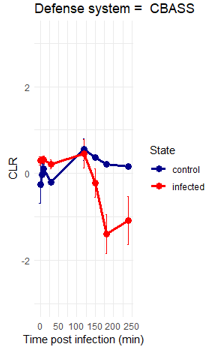 Defense system = CBASS
CLR
2
0
-2
0 50 100 150 200 250
Time post infection (min)
State
control
infected